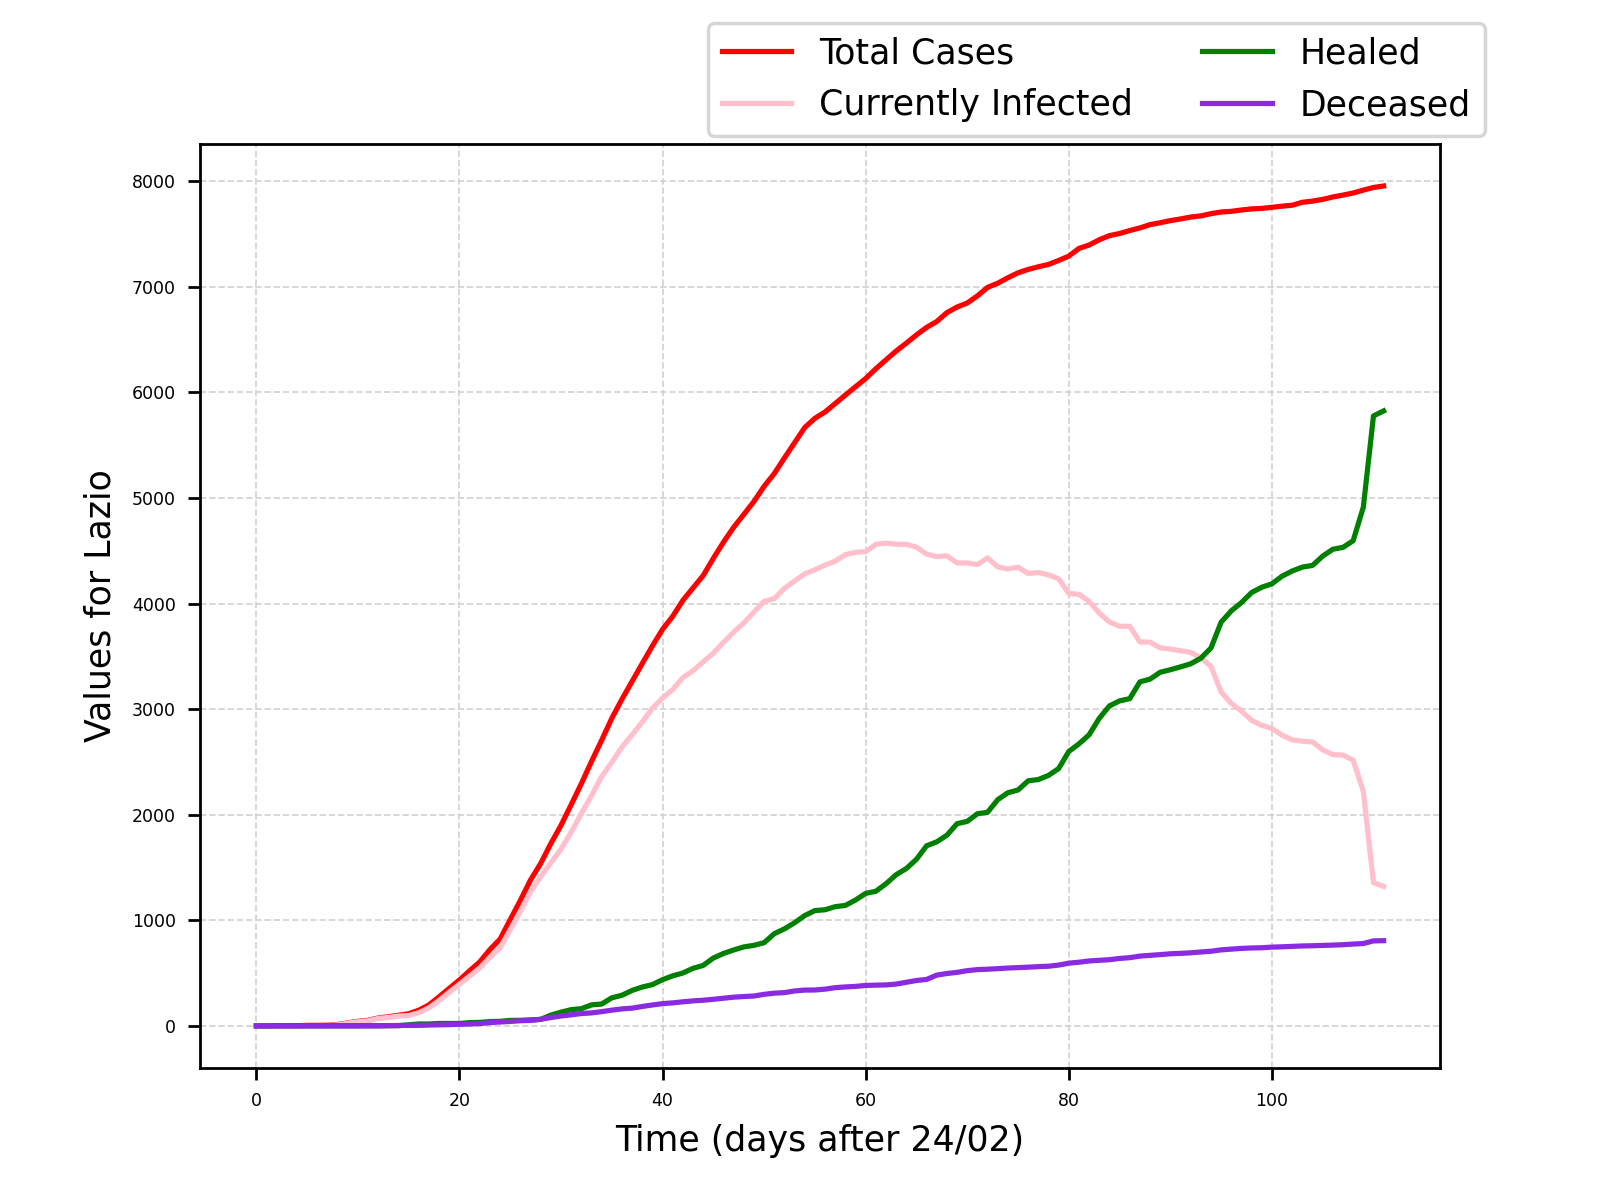 Total Cases
Currently Infected
Healed
Deceased
8000
7000
6000
5000
4000
3000
2000
1000
0
Values for Lazio
0 20 40 60 80 100
Time (days after 24/02)